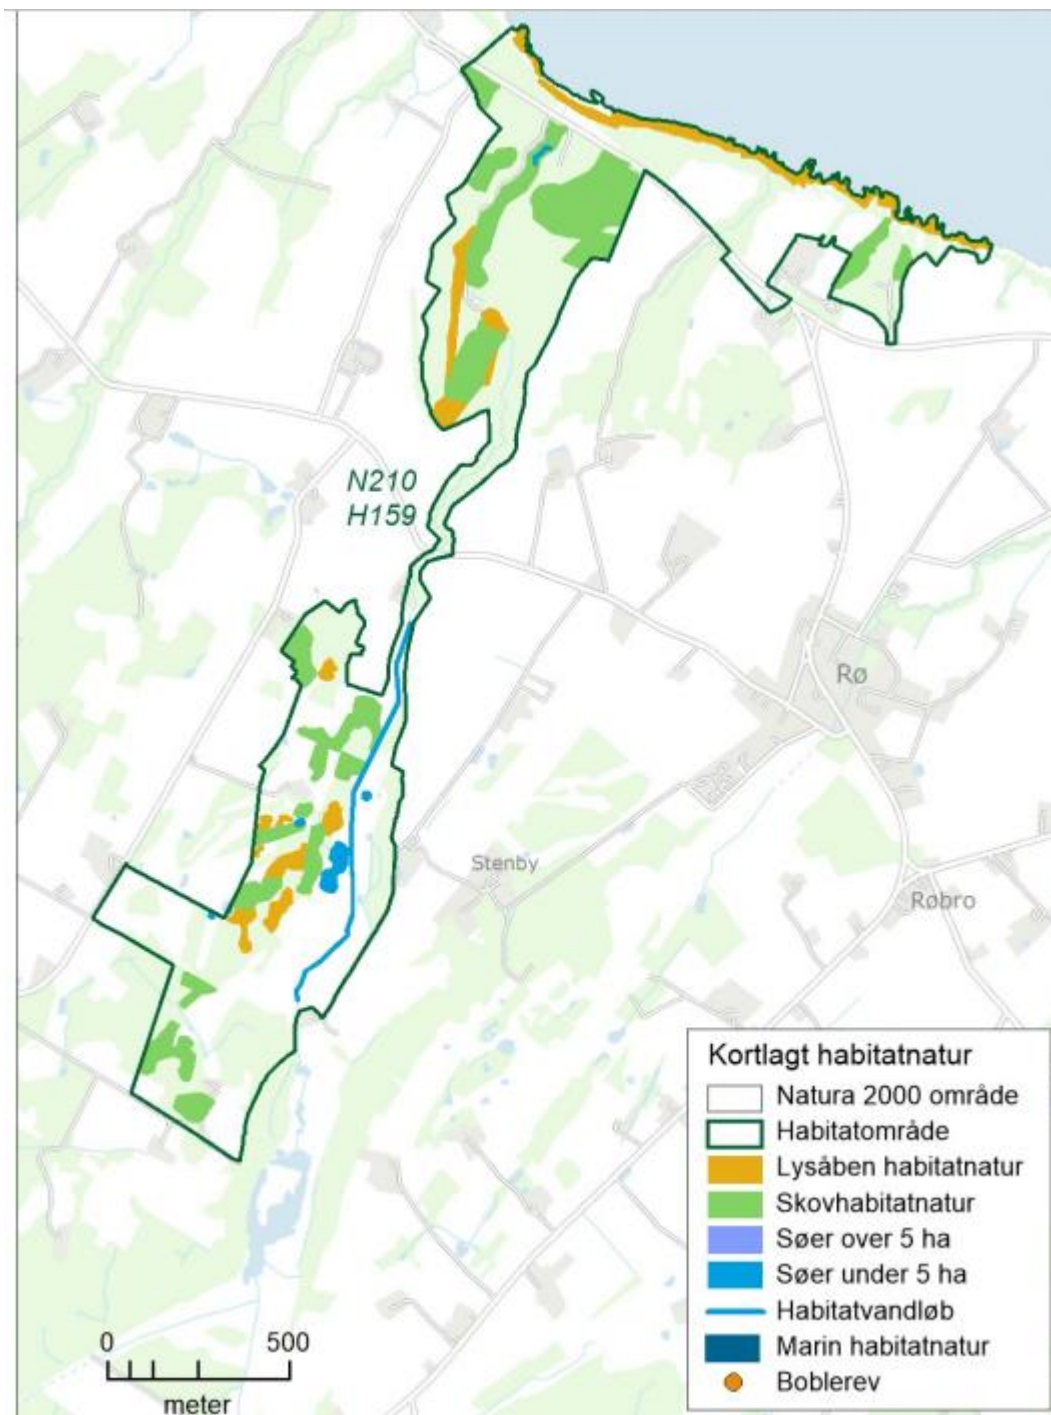 N210
H159
Rø
Stenby
Røbro
Kortlagt habitatnatur
Natura 2000 område
Habitatområde
Lysåben habitatnatur
Skovhabitatnatur
Søer over 5 ha
Søer under 5 ha
Habitatvandløb
Marin habitatnatur
Boblerev
0 500
meter